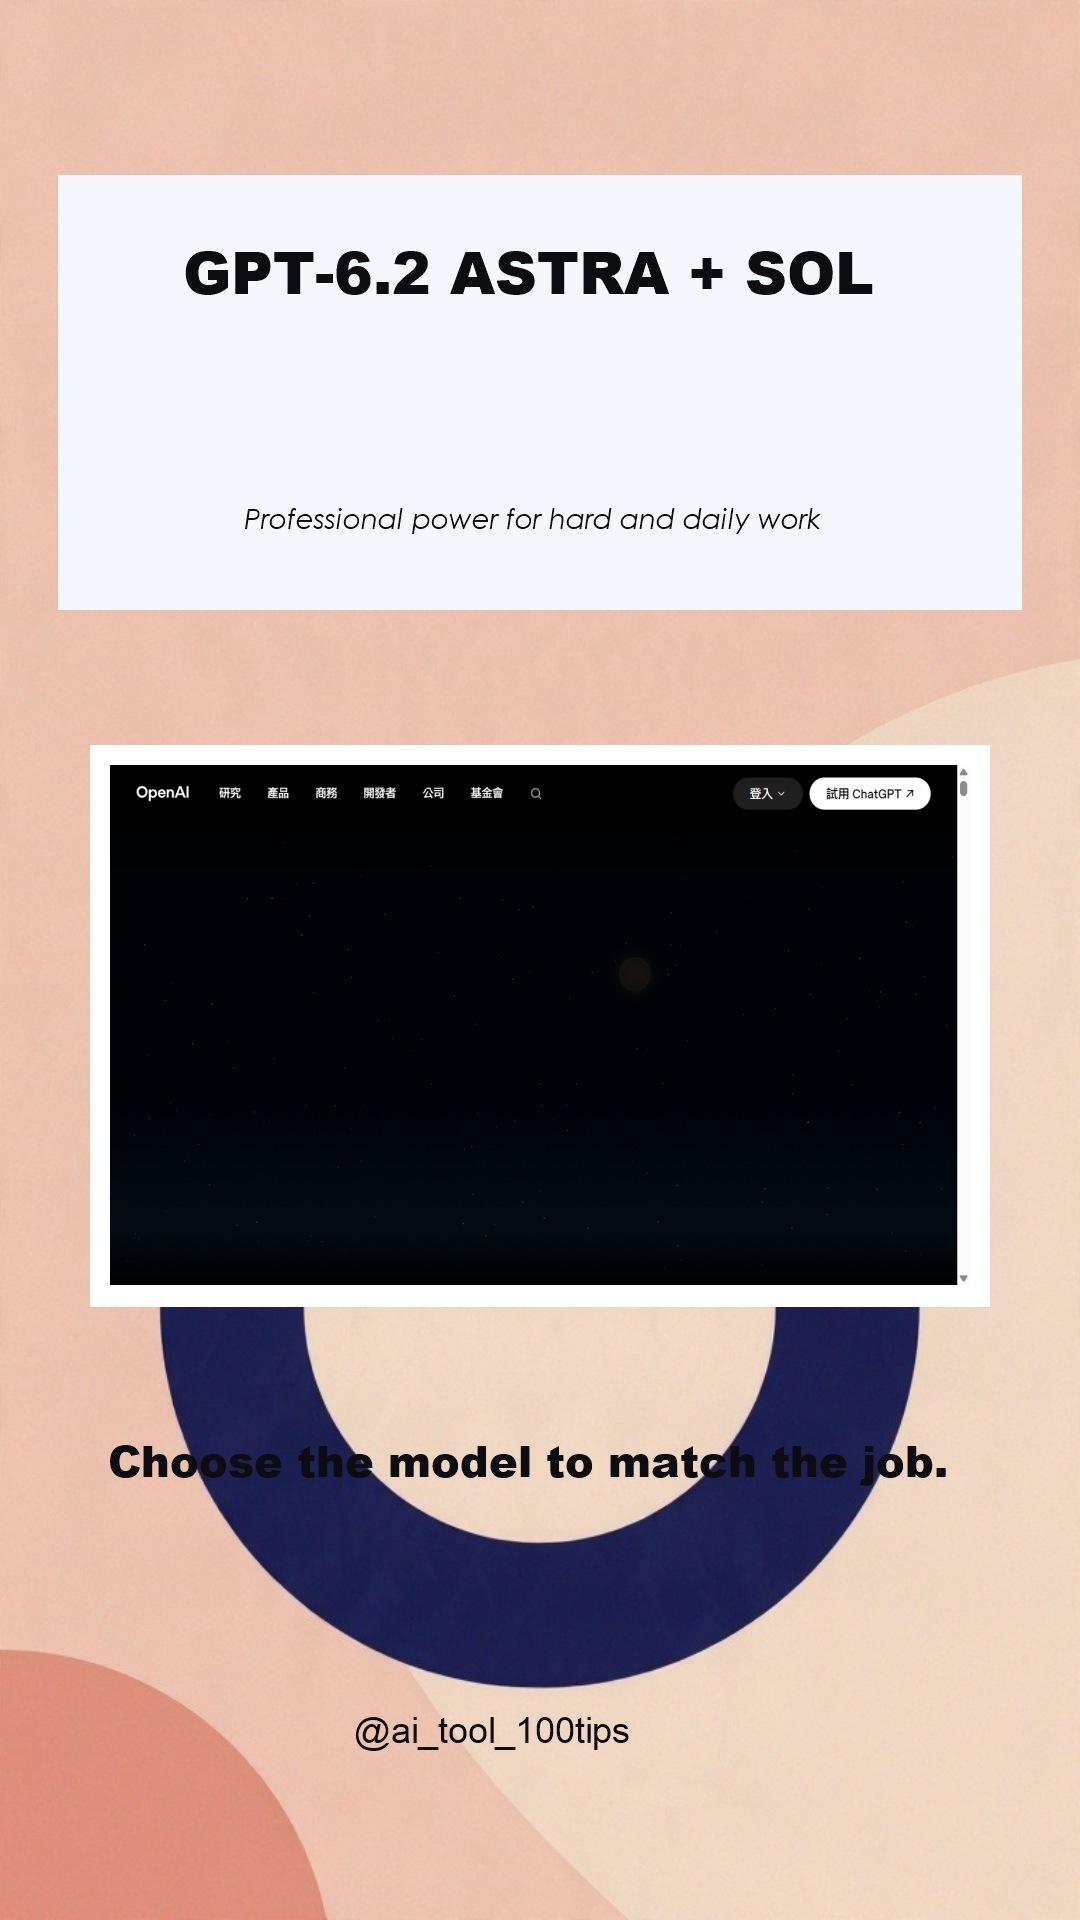 GPT-6.2 ASTRA + SOL
Professional power for hard and daily work
OpenAI 研究 產品 商務 開發者 公司 基金會 登入 試用 ChatGPT ↗
Choose the model to match the job.
@ai_tool_100tips